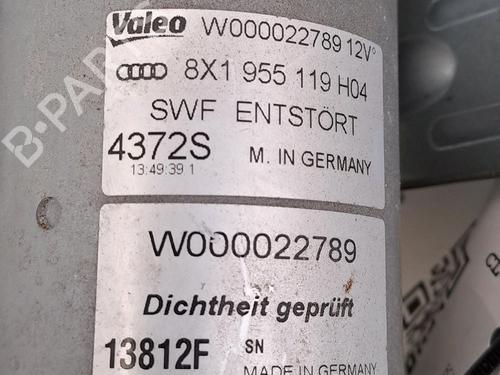 Valeo W000022789 12V
8X1 955 119 H04
SWF ENTSTÖRT
4372S M. IN GERMANY
13:49:39 1
W000022789
Dichtheit geprüft
13812F SN
MADE IN GERMANY
B-PARTS